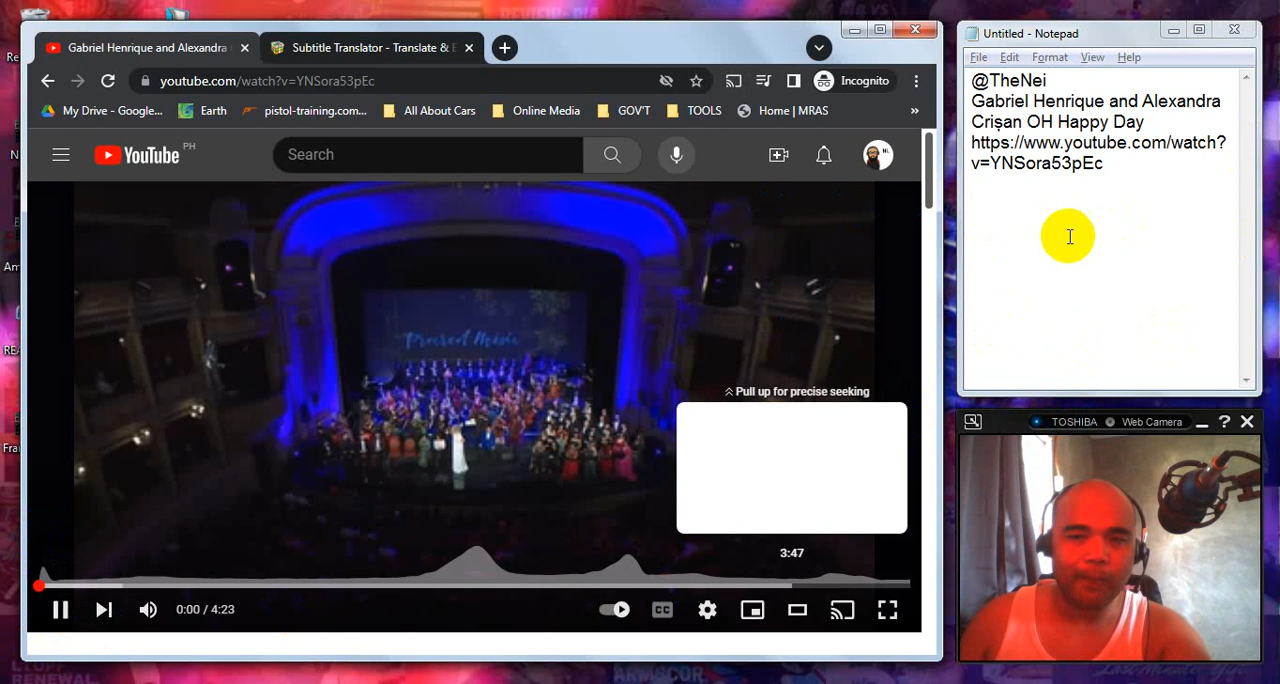 Gabriel Henrique and Alexandra
Subtitle Translator - Translate & E
youtube.com/watch?v=YNSora53pEc
Incognito
My Drive - Google...
Earth
pistol-training.com...
All About Cars
Online Media
GOV'T
TOOLS
Home | MRAS
»
YouTube PH
Search
Pull up for precise seeking
3:47
0:00 / 4:23
CC
Untitled - Notepad
File Edit Format View Help
@TheNei
Gabriel Henrique and Alexandra
Crișan OH Happy Day
https://www.youtube.com/watch?
v=YNSora53pEc
TOSHIBA Web Camera
ARMSCOR
RENEWAL